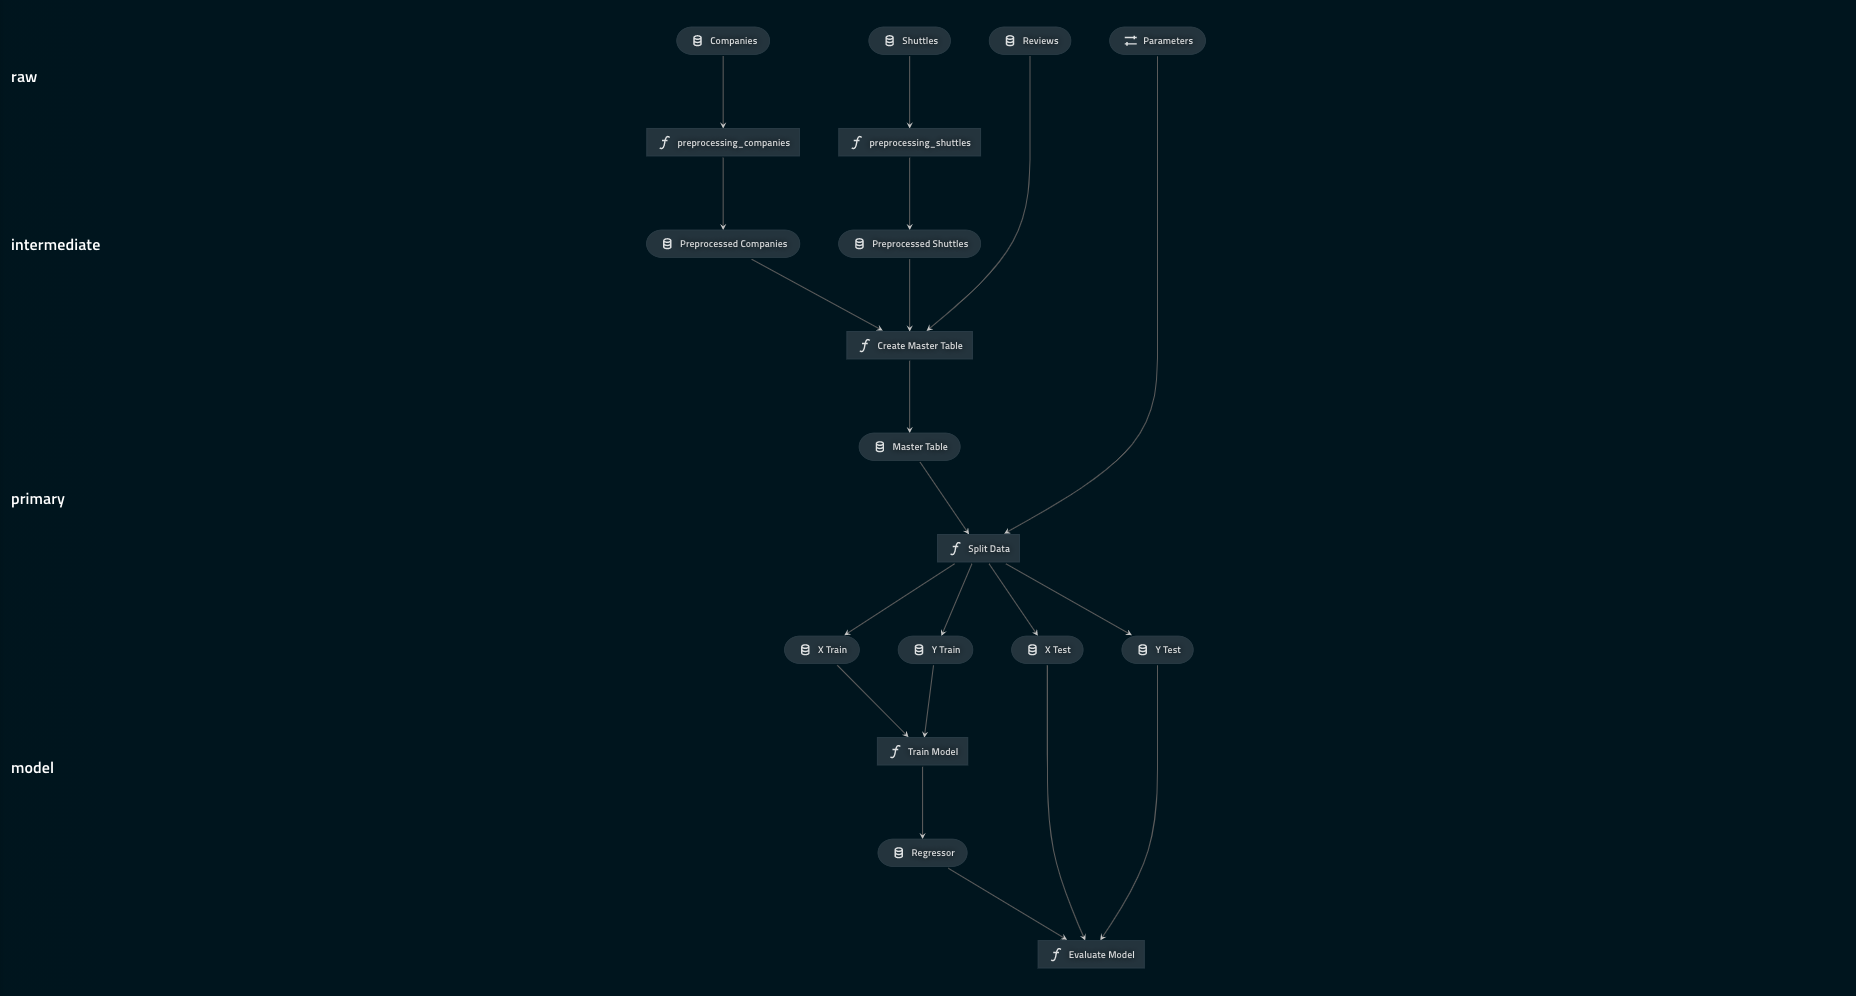 Companies
Shuttles
Reviews
Parameters
raw
preprocessing_companies
preprocessing_shuttles
intermediate
Preprocessed Companies
Preprocessed Shuttles
Create Master Table
Master Table
primary
Split Data
X Train
Y Train
X Test
Y Test
Train Model
model
Regressor
Evaluate Model